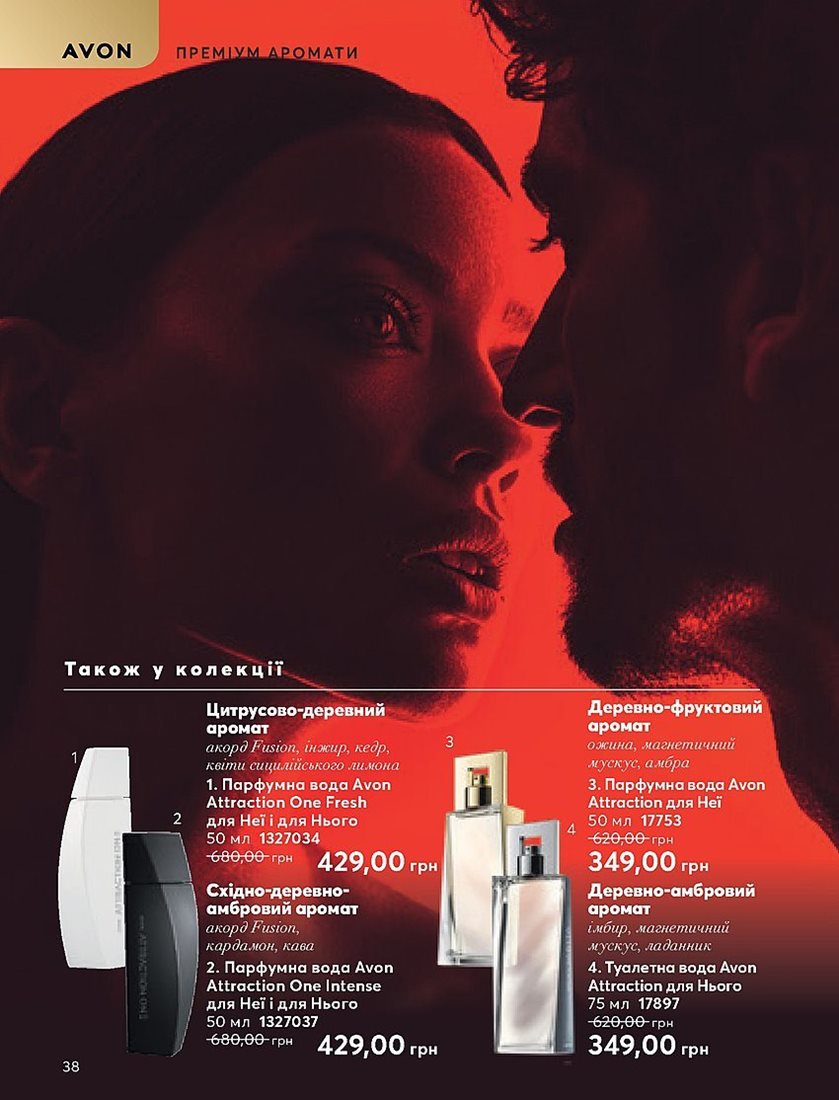 AVON
ПРЕМІУМ АРОМАТИ
Також у колекції
1
Цитрусово-деревний
аромат
акорд Fusion, інжир, кедр,
квіти сицилійського лимона
1. Парфумна вода Avon
Attraction One Fresh
для Неї і для Нього
50 мл 1327034
680,00 грн
429,00 грн
2
Східно-деревно-
амбровий аромат
акорд Fusion,
кардамон, кава
2. Парфумна вода Avon
Attraction One Intense
для Неї і для Нього
50 мл 1327037
680,00 грн
429,00 грн
ATTRACTION ONE
ATTRACTION ONE
3
Деревно-фруктовий
аромат
ожина, магнетичний
мускус, амбра
3. Парфумна вода Avon
Attraction для Неї
50 мл 17753
620,00 грн
349,00 грн
4
Деревно-амбровий
аромат
імбир, магнетичний
мускус, ладанник
4. Туалетна вода Avon
Attraction для Нього
75 мл 17897
620,00 грн
349,00 грн
38